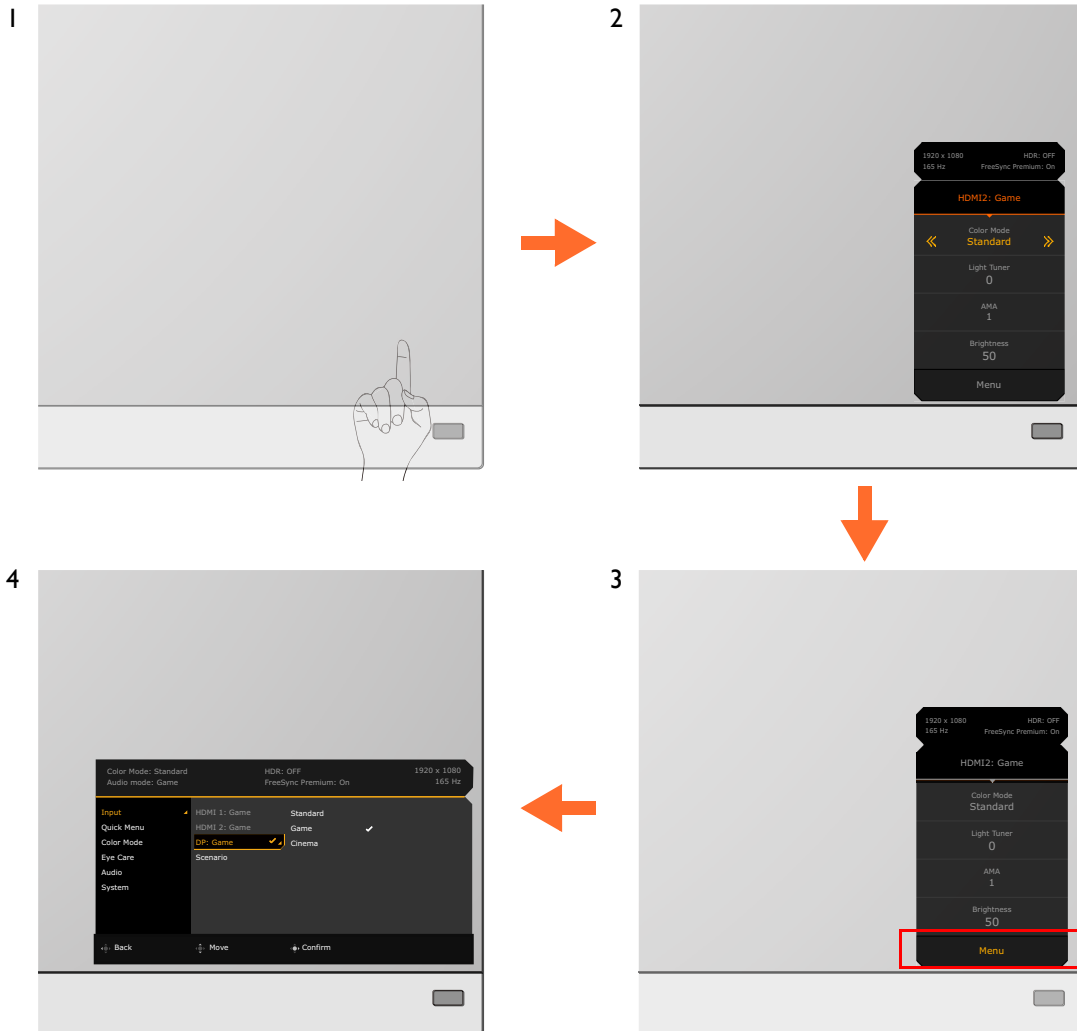 1
2
1920 x 1080 HDR: OFF
165 Hz FreeSync Premium: On
HDMI2: Game
Color Mode
Standard
Light Tuner
0
AMA
1
Brightness
50
Menu
3
1920 x 1080 HDR: OFF
165 Hz FreeSync Premium: On
HDMI2: Game
Color Mode
Standard
Light Tuner
0
AMA
1
Brightness
50
Menu
4
Color Mode: Standard HDR: OFF 1920 x 1080
Audio mode: Game FreeSync Premium: On 165 Hz
Input HDMI 1: Game Standard
Quick Menu HDMI 2: Game Game
Color Mode DP: Game Cinema
Eye Care Scenario
Audio
System
Back Move Confirm